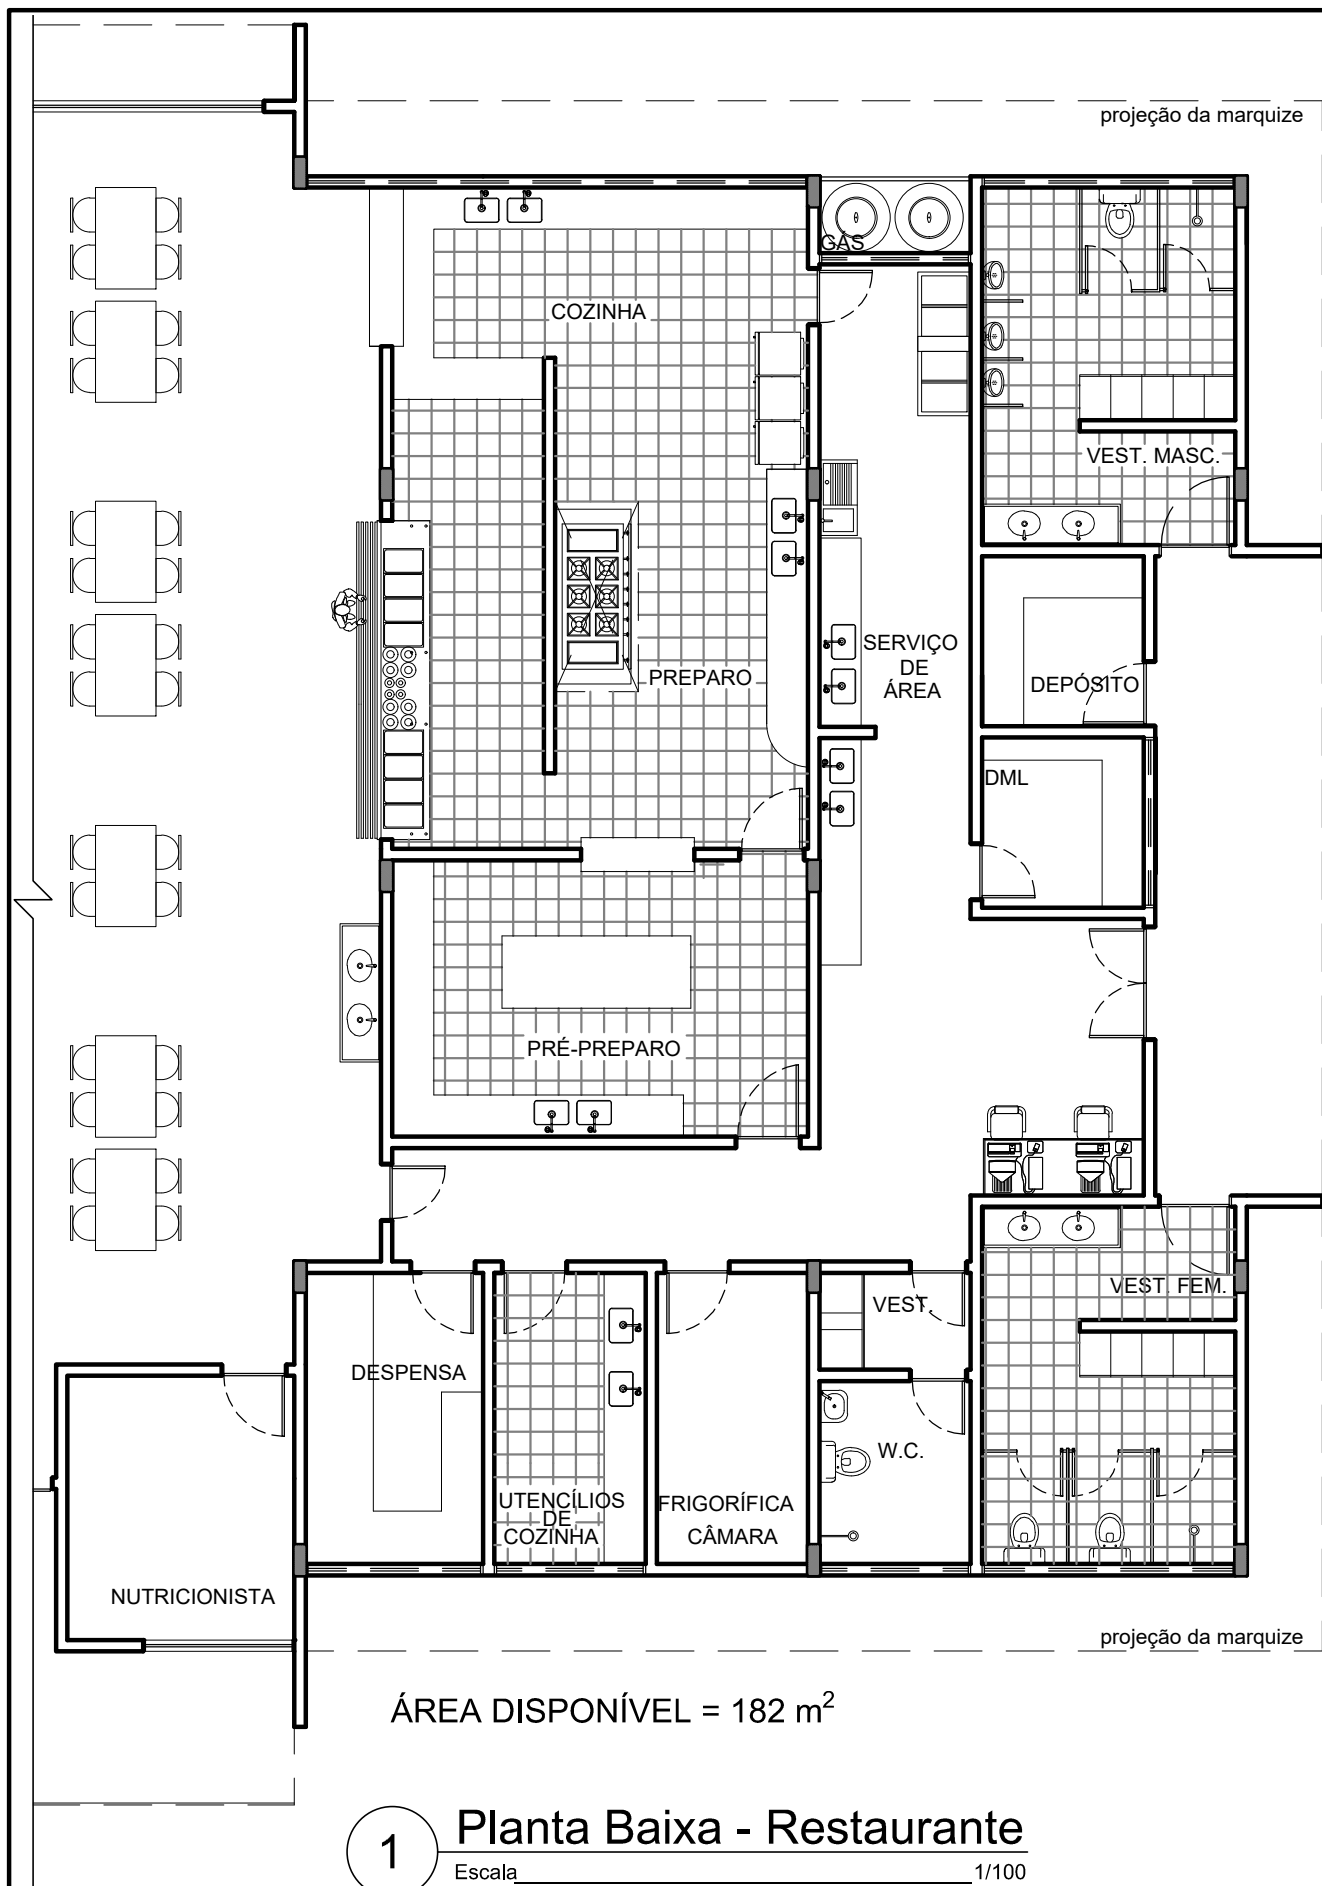 projeção da marquize
GÁS
COZINHA
VEST. MASC.
SERVIÇO
DE
ÁREA
PREPARO
DEPÓSITO
DML
PRÉ-PREPARO
VEST. FEM.
VEST.
DESPENSA
W.C.
UTENCÍLIOS
DE
COZINHA
FRIGORÍFICA
CÂMARA
NUTRICIONISTA
projeção da marquize
ÁREA DISPONÍVEL = 182 m²
1
Planta Baixa - Restaurante
Escala 1/100